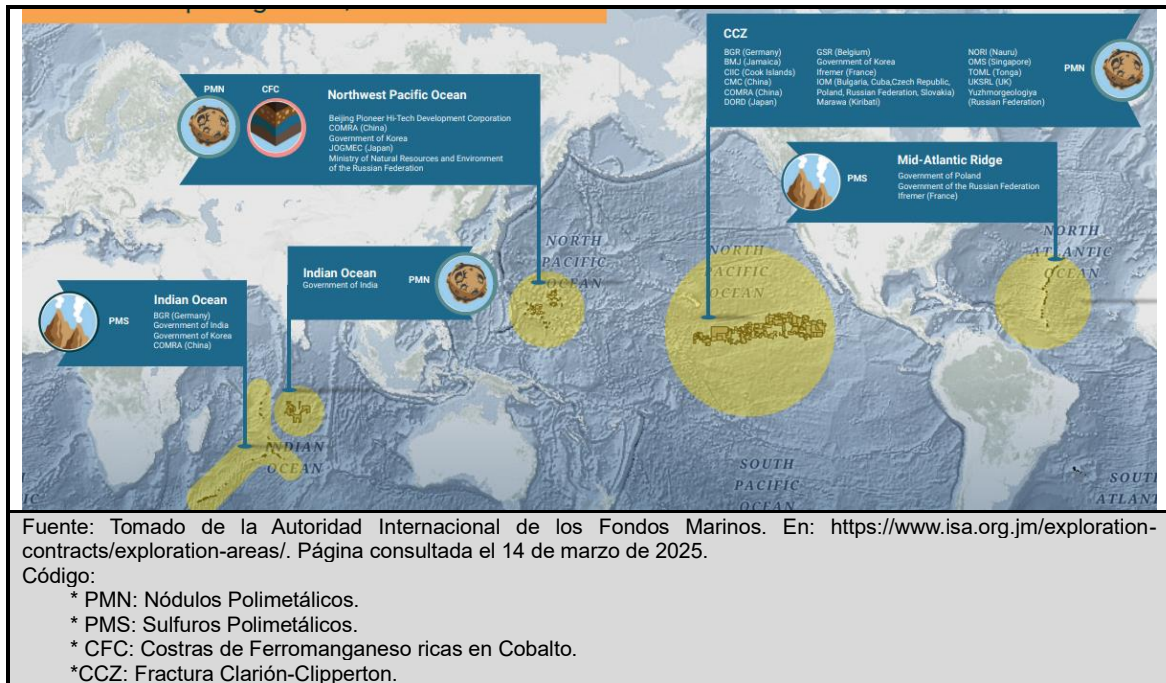 CCZ
BGR (Germany)
BMJ (Jamaica)
CIIC (Cook Islands)
CMC (China)
COMRA (China)
DORD (Japan)
GSR (Belgium)
Government of Korea
Ifremer (France)
IOM (Bulgaria, Cuba,Czech Republic,
Poland, Russian Federation, Slovakia)
Marawa (Kiribati)
NORI (Nauru)
OMS (Singapore)
TOML (Tonga)
UKSRL (UK)
Yuzhmorgeologiya
(Russian Federation)
PMN
PMN
CFC
Northwest Pacific Ocean
Beijing Pioneer Hi-Tech Development Corporation
COMRA (China)
Government of Korea
JOGMEC (Japan)
Ministry of Natural Resources and Environment
of the Russian Federation
PMS
Mid-Atlantic Ridge
Government of Poland
Government of the Russian Federation
Ifremer (France)
NORTH
PACIFIC
OCEAN
NORTH
PACIFIC
OCEAN
NORTH
ATLANTIC
OCEAN
Indian Ocean
Government of India
PMN
PMS
Indian Ocean
BGR (Germany)
Government of India
Government of Korea
COMRA (China)
INDIAN
OCEAN
SOUTH
PACIFIC
OCEAN
SOUT
ATLANT
IC
Fuente: Tomado de la Autoridad Internacional de los Fondos Marinos. En: https://www.isa.org.jm/exploration-
contracts/exploration-areas/. Página consultada el 14 de marzo de 2025.
Código:
* PMN: Nódulos Polimetálicos.
* PMS: Sulfuros Polimetálicos.
* CFC: Costras de Ferromanganeso ricas en Cobalto.
*CCZ: Fractura Clarión-Clipperton.